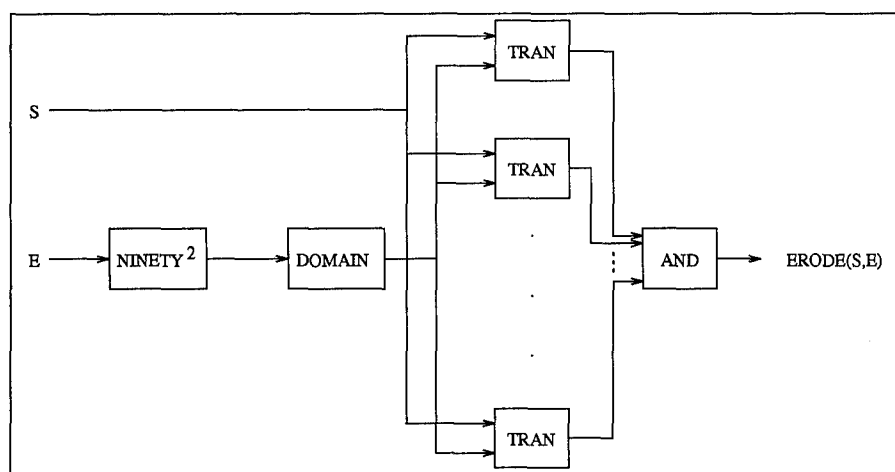 TRAN
S
TRAN
E
NINETY²
DOMAIN
AND
ERODE(S,E)
TRAN